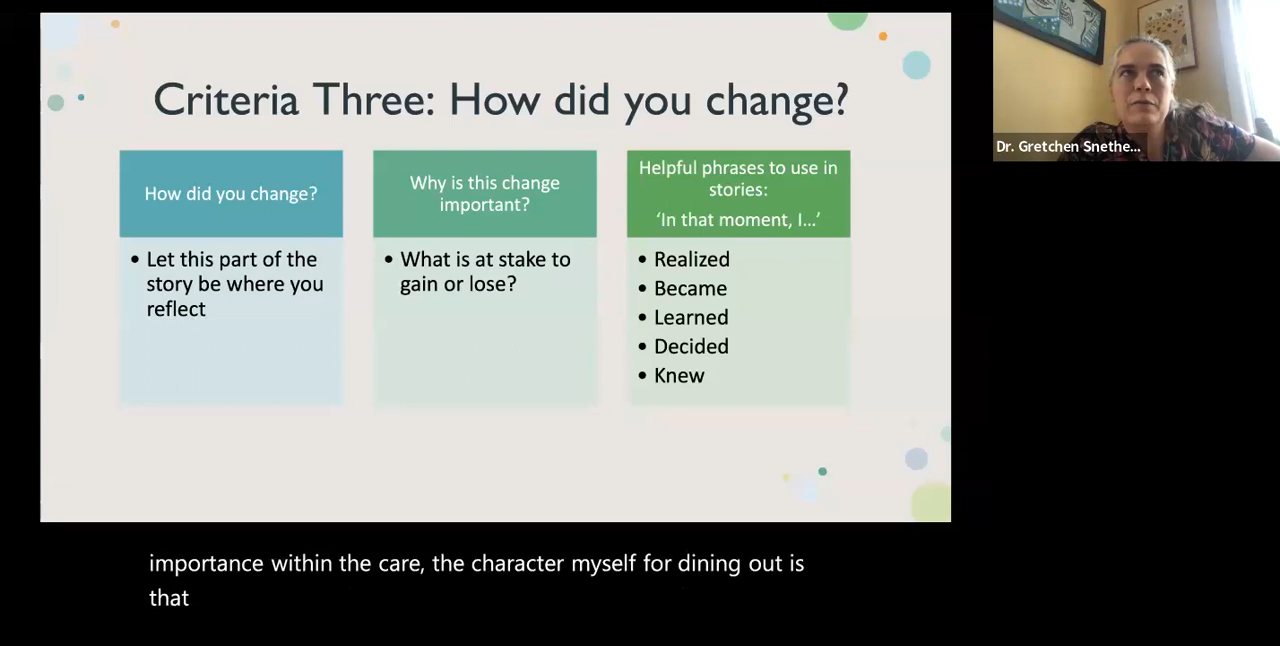 Criteria Three: How did you change?
How did you change?
• Let this part of the
story be where you
reflect
Why is this change
important?
• What is at stake to
gain or lose?
Helpful phrases to use in
stories:
‘In that moment, I...’
• Realized
• Became
• Learned
• Decided
• Knew
Dr. Gretchen Snethe...
importance within the care, the character myself for dining out is
that